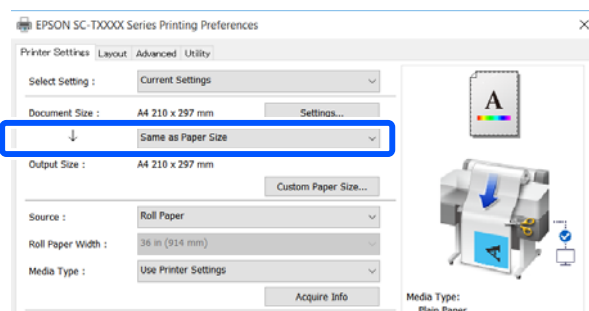 EPSON SC-TXXXX Series Printing Preferences
Printer Settings Layout Advanced Utility
Select Setting : Current Settings
Document Size : A4 210 x 297 mm Settings...
↓ Same as Paper Size
Output Size : A4 210 x 297 mm
Custom Paper Size...
Source : Roll Paper
Roll Paper Width : 36 in (914 mm)
Media Type : Use Printer Settings
Acquire Info
A
A
Media Type:
Plain Paper